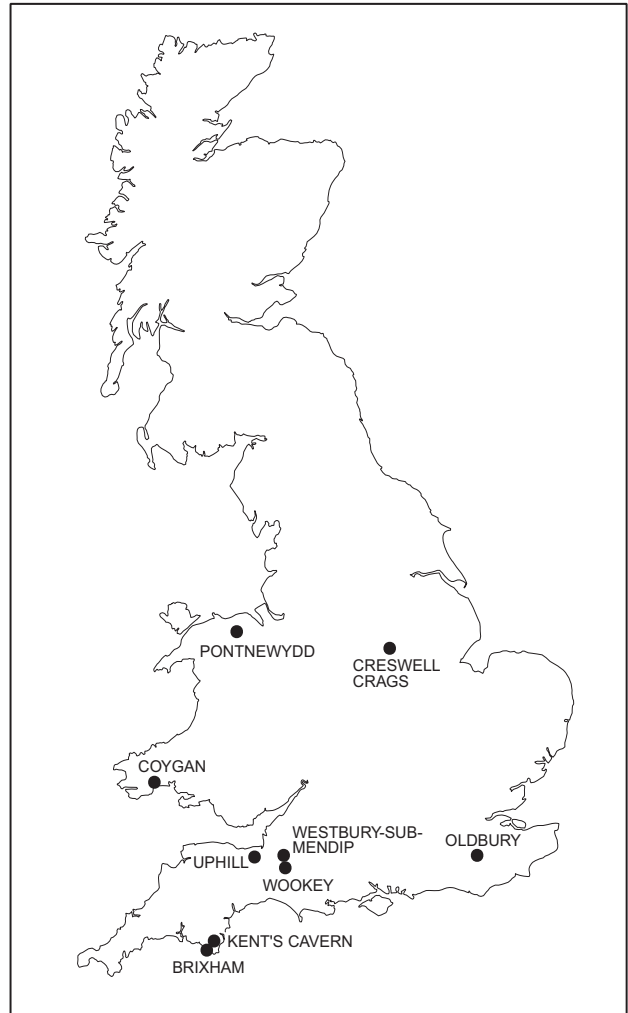 PONTNEWYDD
CRESWELL
CRAGS
COYGAN
WESTBURY-SUB-
MENDIP
OLDBURY
UPHILL
WOOKEY
KENT'S CAVERN
BRIXHAM